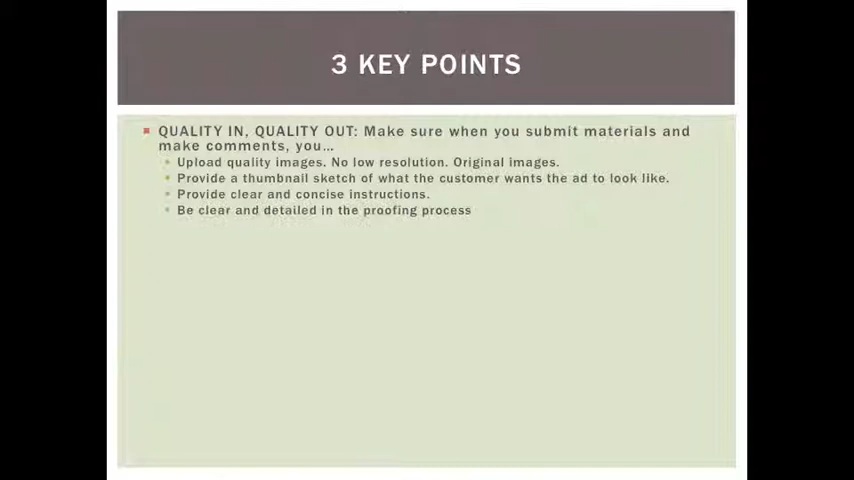 3 KEY POINTS
QUALITY IN, QUALITY OUT: Make sure when you submit materials and
make comments, you...
Upload quality images. No low resolution. Original images.
Provide a thumbnail sketch of what the customer wants the ad to look like.
Provide clear and concise instructions.
Be clear and detailed in the proofing process